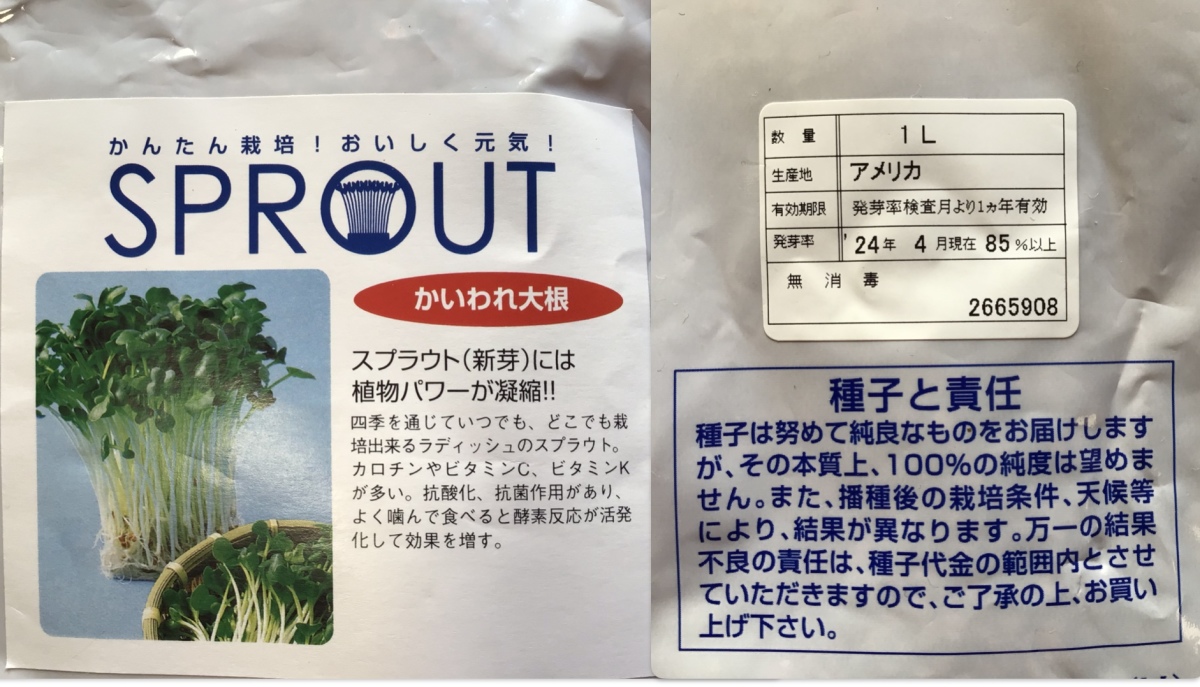 かんたん栽培！おいしく元気！
SPROUT
かいわれ大根
スプラウト(新芽)には
植物パワーが凝縮!!
四季を通じていつでも、どこでも栽
培出来るラディッシュのスプラウト。
カロチンやビタミンC、ビタミンK
が多い。抗酸化、抗菌作用があり、
よく噛んで食べると酵素反応が活発
化して効果を増す。
数量 1L
生産地 アメリカ
有効期限 発芽率検査月より1ヵ年有効
発芽率 '24年 4月現在 85%以上
無消毒
2665908
種子と責任
種子は努めて純良なものをお届けします
が、その本質上、100%の純度は望めま
せん。また、播種後の栽培条件、天候等
により、結果が異なります。万一の結果
不良の責任は、種子代金の範囲内とさせ
ていただきますので、ご了承の上、お買い
上げ下さい。